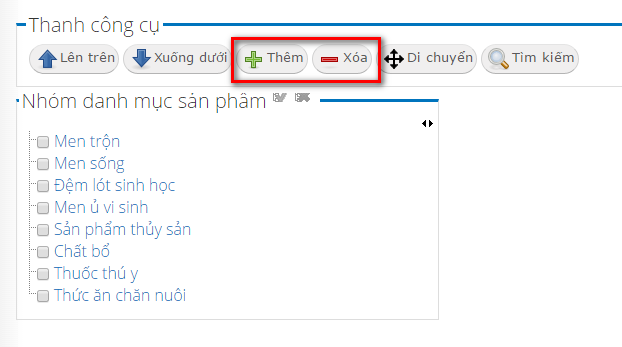 Thanh công cụ
Lên trên Xuống dưới Thêm Xóa Di chuyển Tìm kiếm
Nhóm danh mục sản phẩm
Men trộn
Men sống
Đệm lót sinh học
Men ủ vi sinh
Sản phẩm thủy sản
Chất bổ
Thuốc thú y
Thức ăn chăn nuôi